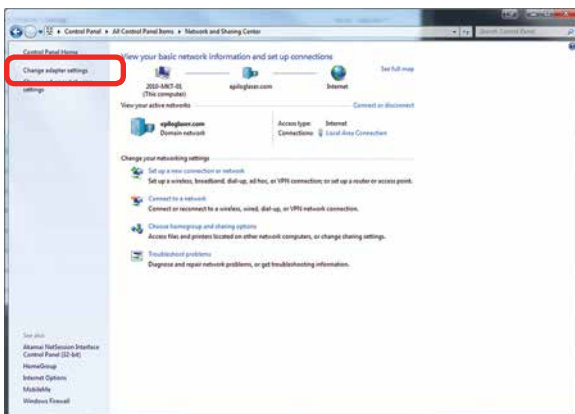 Control Panel ▸ All Control Panel Items ▸ Network and Sharing Center
Search Control Panel
Control Panel Home
Change adapter settings
settings
View your basic network information and set up connections
See full map
2010-MKT-01
(This computer)
epiloglaser.com
Internet
View your active networks
Connect or disconnect
epiloglaser.com
Domain network
Access type: Internet
Connections: Local Area Connection
Change your networking settings
Set up a new connection or network
Set up a wireless, broadband, dial-up, ad hoc, or VPN connection; or set up a router or access point.
Connect to a network
Connect or reconnect to a wireless, wired, dial-up, or VPN network connection.
Choose homegroup and sharing options
Access files and printers located on other network computers, or change sharing settings.
Troubleshoot problems
Diagnose and repair network problems, or get troubleshooting information.
See also
Akamai NetSession Interface
Control Panel (32-bit)
HomeGroup
Internet Options
MobileMe
Windows Firewall